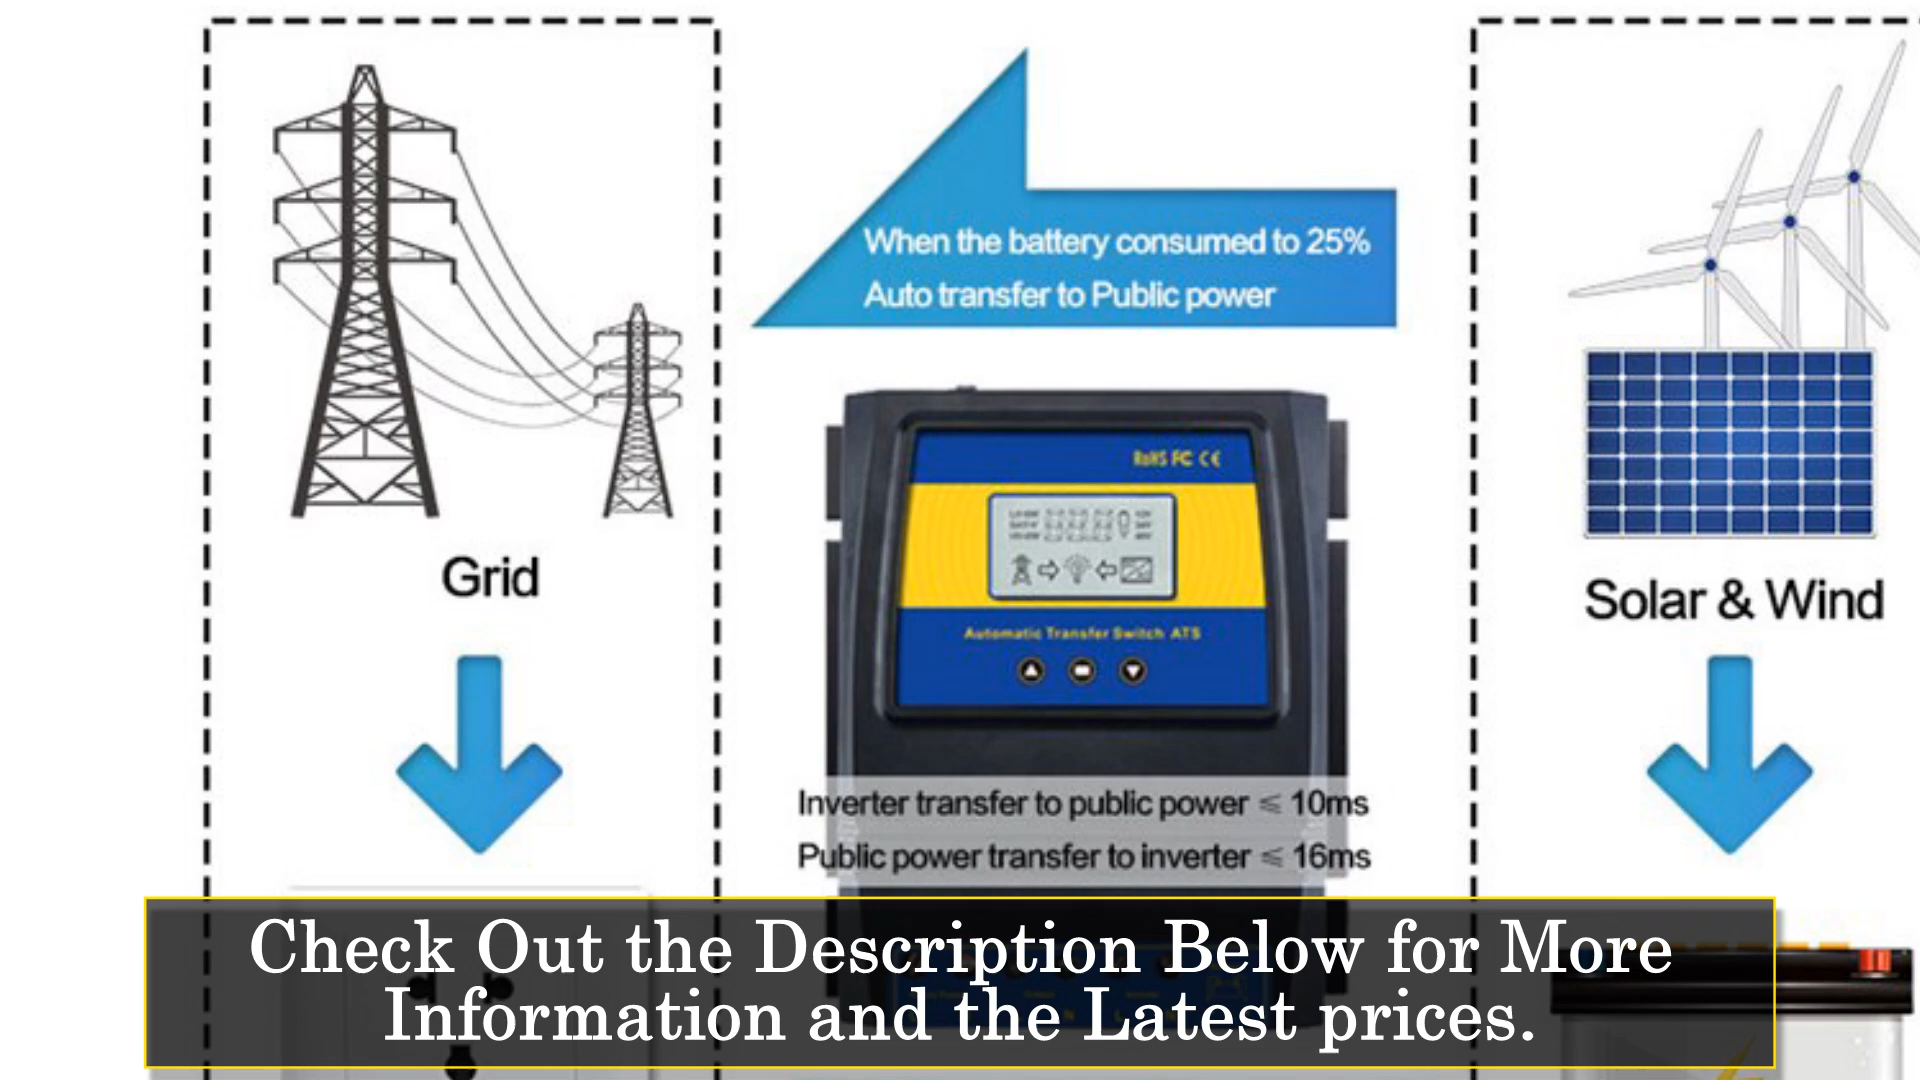 When the battery consumed to 25%
Auto transfer to Public power
RoHS FC CE
Grid
Solar & Wind
Automatic Transfer Switch ATS
Inverter transfer to public power ≤ 10ms
Public power transfer to inverter ≤ 16ms
Check Out the Description Below for More
Information and the Latest prices.